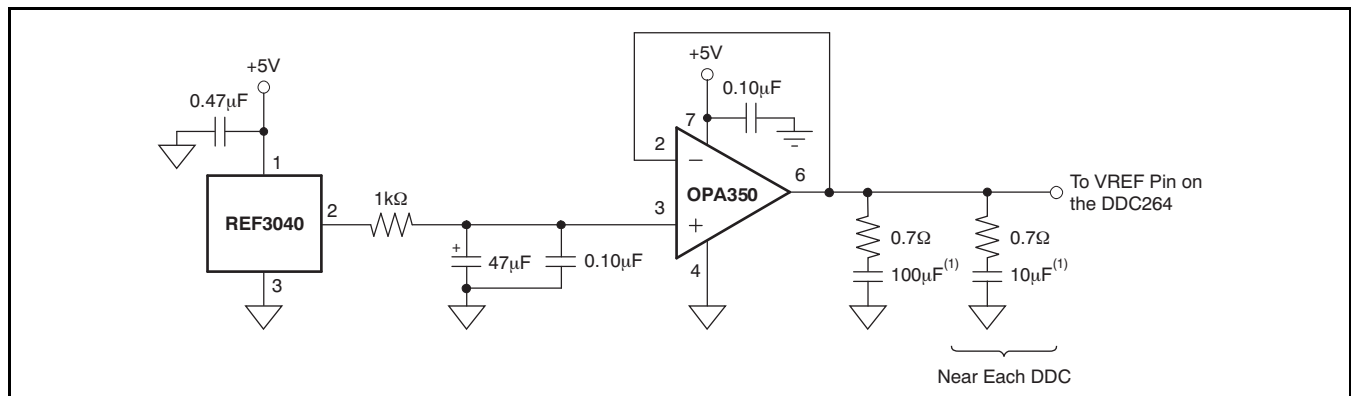 +5V
0.47µF
1
REF3040
2
3
1kΩ
+
47µF
0.10µF
+5V
0.10µF
7
2
−
OPA350
6
3
+
4
0.7Ω
100µF(1)
0.7Ω
10µF(1)
To VREF Pin on
the DDC264
Near Each DDC